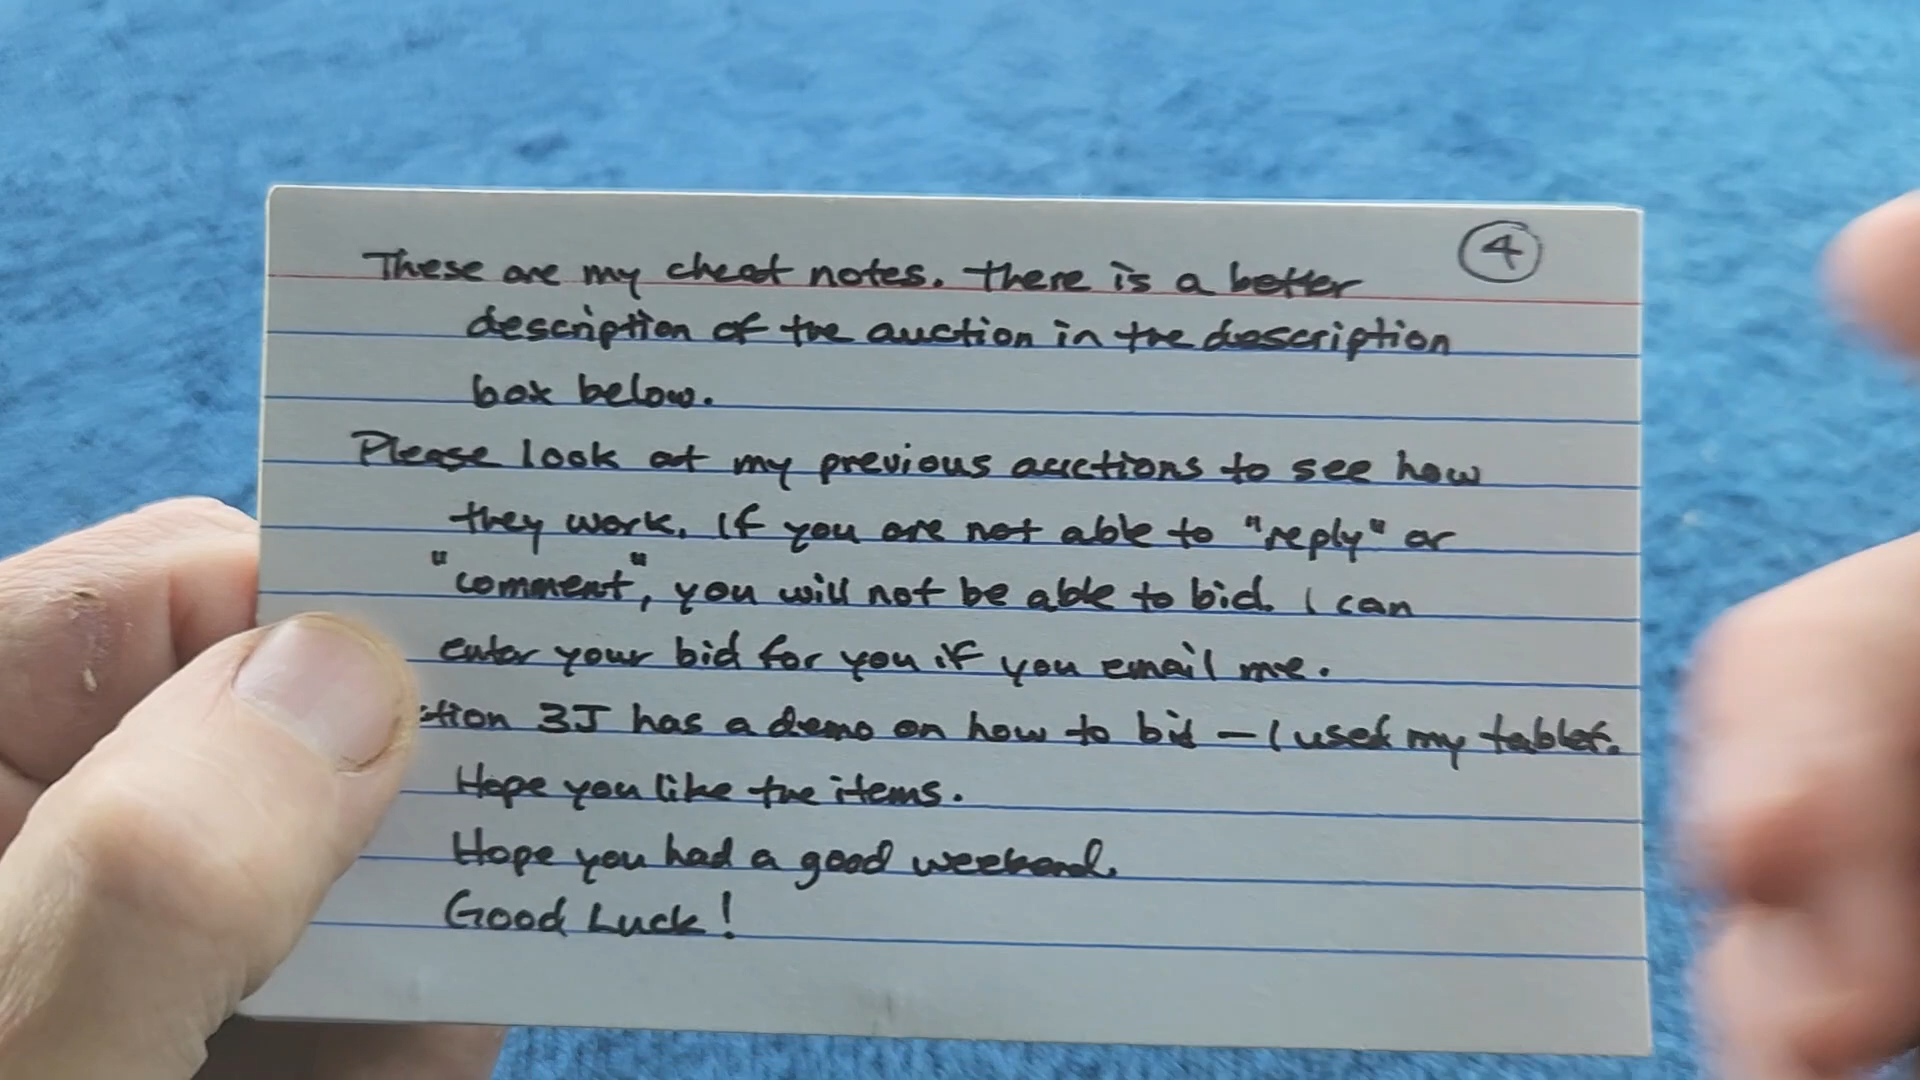 4
These are my cheat notes. There is a better
description of the auction in the description
box below.
Please look at my previous auctions to see how
they work. If you are not able to "reply" or
"comment", you will not be able to bid. I can
enter your bid for you if you email me.
3J has a demo on how to bid - I used my tablet.
Hope you like the items.
Hope you had a good weekend.
Good Luck!